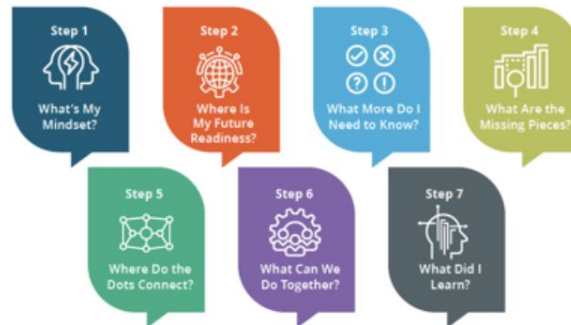 Step 1
What's My
Mindset?
Step 2
Where Is
My Future
Readiness?
Step 3
What More Do I
Need to Know?
Step 4
What Are the
Missing Pieces?
Step 5
Where Do the
Dots Connect?
Step 6
What Can We
Do Together?
Step 7
What Did I
Learn?